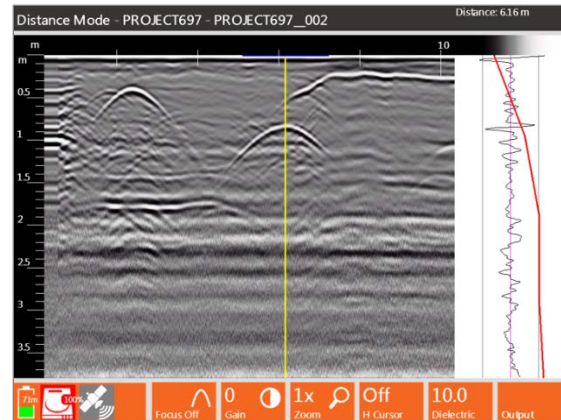 Distance Mode - PROJECT697 - PROJECT697__002
Distance: 6.16 m
m
10
m
0.5
1
1.5
2
2.5
3
3.5
71m
100%
Focus Off
0
Gain
1x
Zoom
Off
H Cursor
10.0
Dielectric
Output